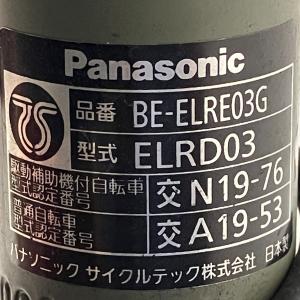 Panasonic
TS
品番 BE-ELRE03G
型式 ELRD03
駆動補助機付自転車
型式認定番号 交N19-76
普通自転車
型式認定番号 交A19-53
パナソニック サイクルテック株式会社 日本製